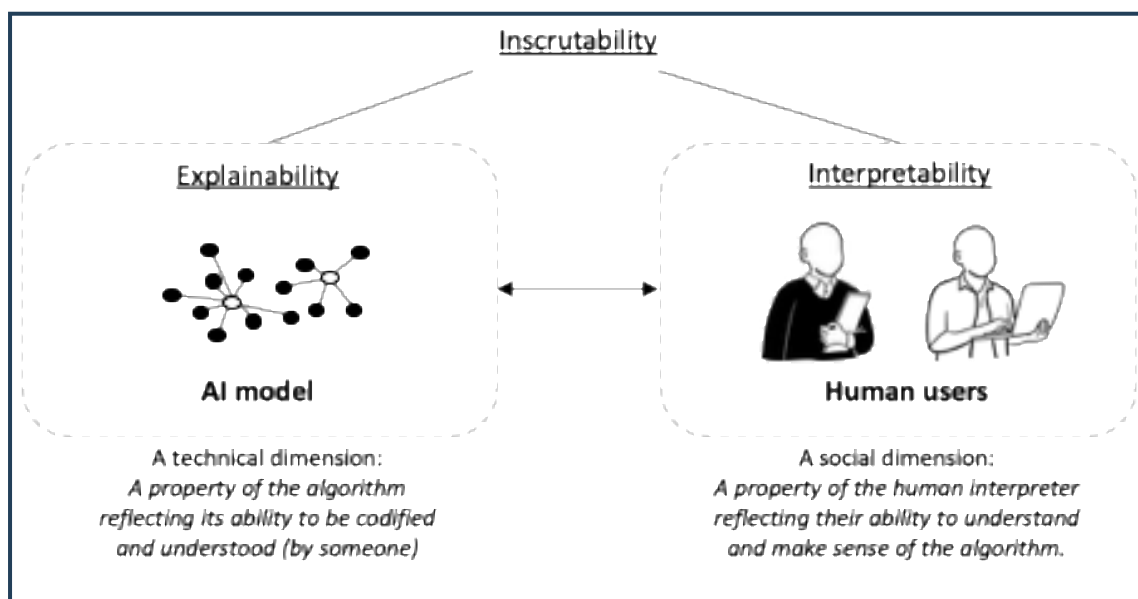 Inscrutability
Explainability
AI model
A technical dimension:
A property of the algorithm
reflecting its ability to be codified
and understood (by someone)
Interpretability
Human users
A social dimension:
A property of the human interpreter
reflecting their ability to understand
and make sense of the algorithm.